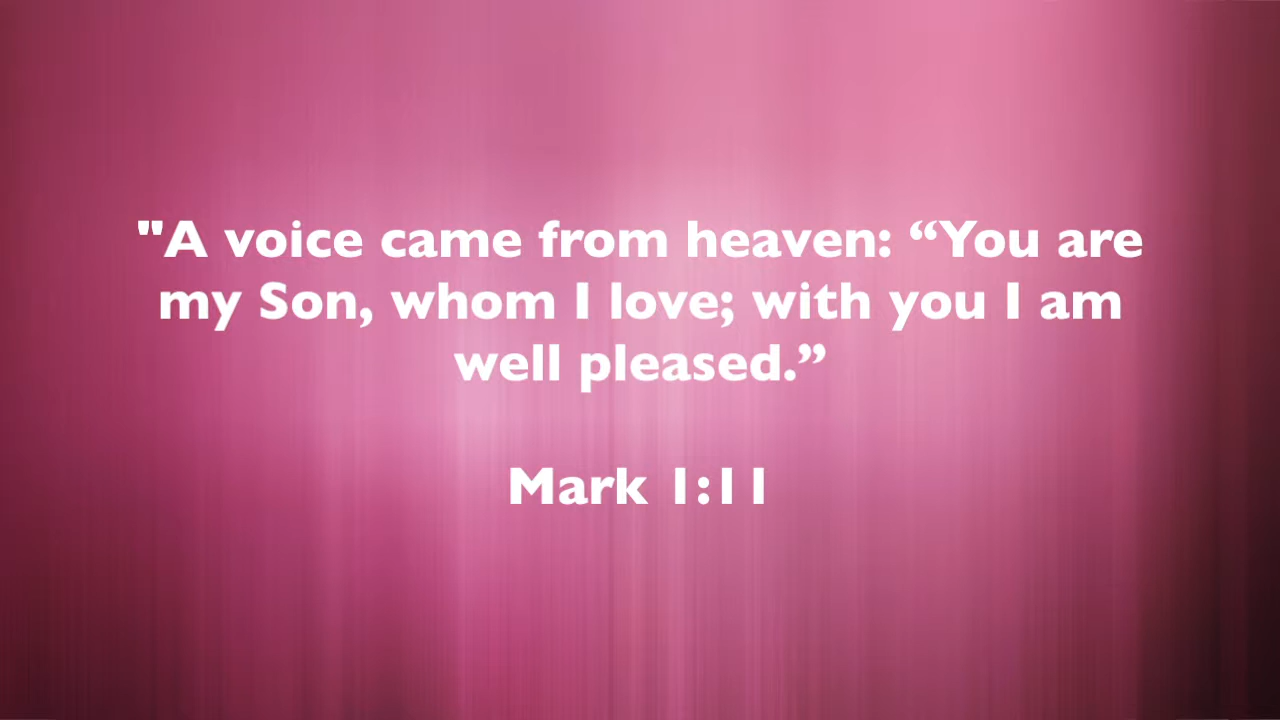 "A voice came from heaven: “You are
my Son, whom I love; with you I am
well pleased.”
Mark 1:11